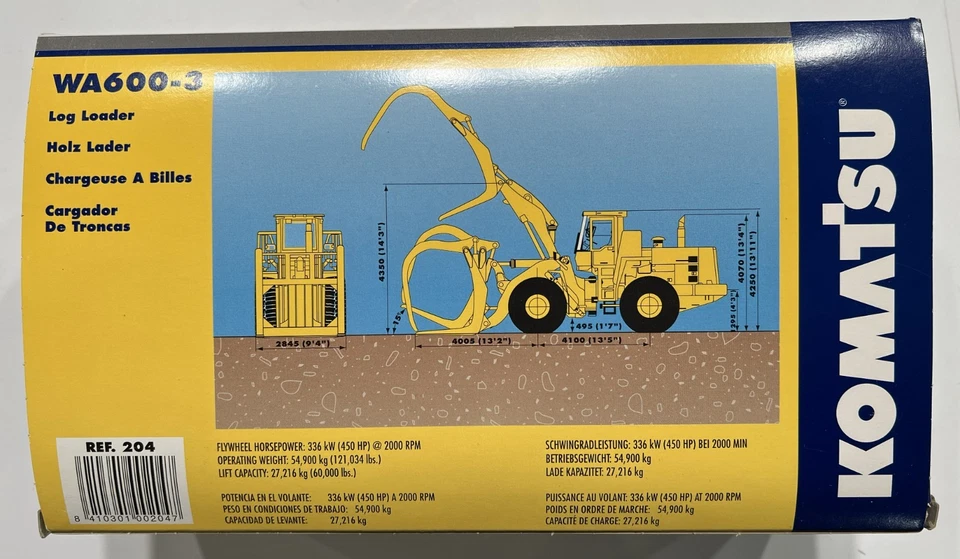 WA600-3
Log Loader
Holz Lader
Chargeuse A Billes
Cargador
De Troncas
4350 (14'3")
15°
2845 (9'4")
4005 (13'2")
495 (1'7")
4100 (13'5")
1295 (4'3")
4070 (13'4")
4250 (13'11")
KOMATSU®
REF. 204
8 410301 002047
FLYWHEEL HORSEPOWER: 336 kW (450 HP) @ 2000 RPM
OPERATING WEIGHT: 54,900 kg (121,034 lbs.)
LIFT CAPACITY: 27,216 kg (60,000 lbs.)
POTENCIA EN EL VOLANTE: 336 kW (450 HP) A 2000 RPM
PESO EN CONDICIONES DE TRABAJO: 54,900 kg
CAPACIDAD DE LEVANTE: 27,216 kg
SCHWINGRADLEISTUNG: 336 kW (450 HP) BEI 2000 MIN
BETRIEBSGEWICHT: 54,900 kg
LADE KAPAZITET: 27,216 kg
PUISSANCE AU VOLANT: 336 kW (450 HP) AT 2000 RPM
POIDS EN ORDRE DE MARCHE: 54,900 kg
CAPACITÉ DE CHARGE: 27,216 kg